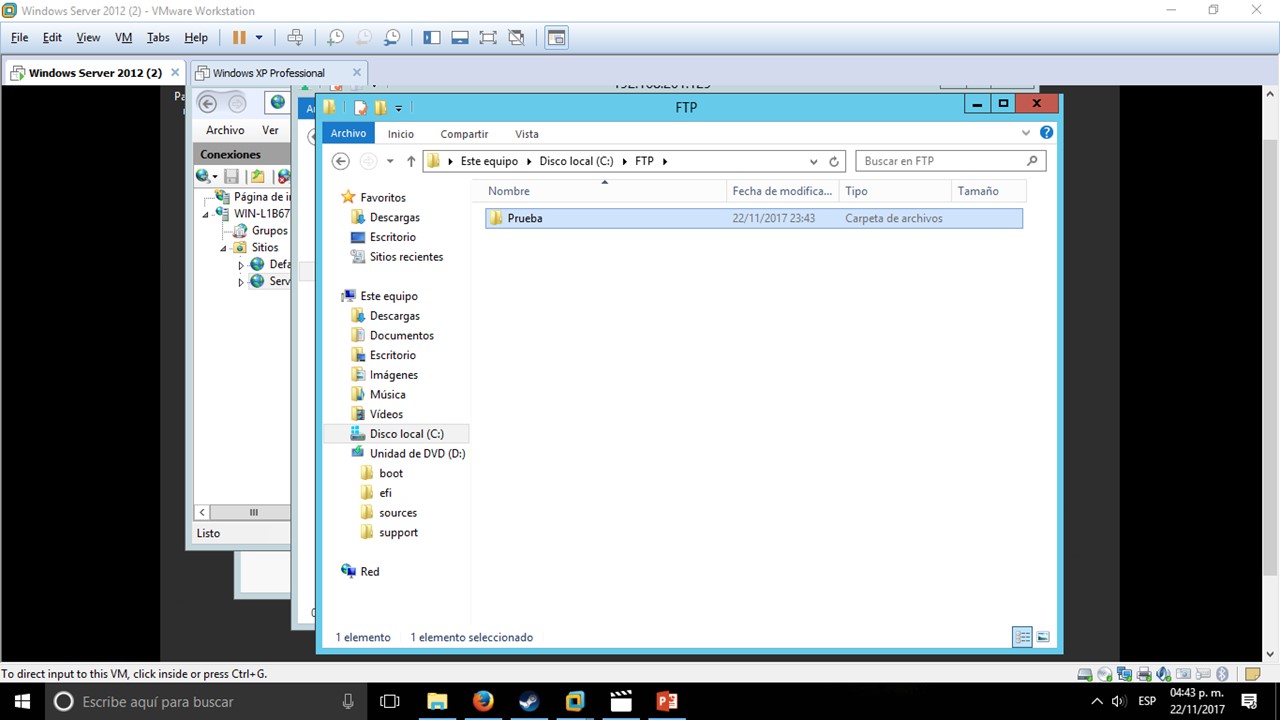 Windows Server 2012 (2) - VMware Workstation
File Edit View VM Tabs Help
Windows Server 2012 (2) Windows XP Professional
FTP
Archivo Ver
Archivo Inicio Compartir Vista
Conexiones
Este equipo Disco local (C:) FTP
Buscar en FTP
Nombre Fecha de modifica... Tipo Tamaño
Prueba 22/11/2017 23:43 Carpeta de archivos
Página de i
WIN-L1B67
Grupos
Sitios
Defa
Serv
Listo
Favoritos
Descargas
Escritorio
Sitios recientes
Este equipo
Descargas
Documentos
Escritorio
Imágenes
Música
Vídeos
Disco local (C:)
Unidad de DVD (D:)
boot
efi
sources
support
Red
1 elemento 1 elemento seleccionado
To direct input to this VM, click inside or press Ctrl+G.
Escribe aquí para buscar
ESP
04:43 p. m.
22/11/2017